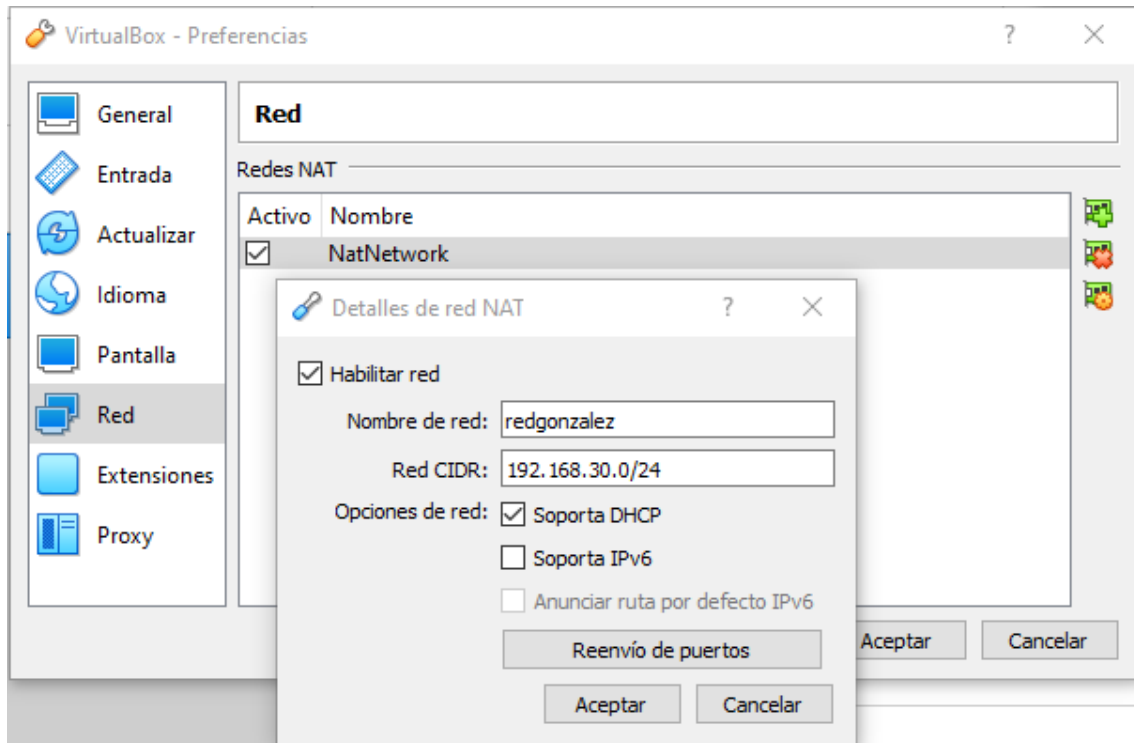 VirtualBox - Preferencias
?
General
Entrada
Actualizar
Idioma
Pantalla
Red
Extensiones
Proxy
Red
Redes NAT
Activo Nombre
NatNetwork
Detalles de red NAT
?
Habilitar red
Nombre de red: redgonzalez
Red CIDR: 192.168.30.0/24
Opciones de red: Soporta DHCP
Soporta IPv6
Anunciar ruta por defecto IPv6
Reenvío de puertos
Aceptar Cancelar
Aceptar Cancelar